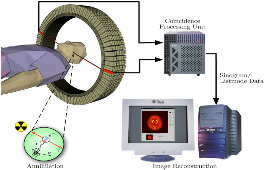 Coincidence
Processing Unit
Sinogram/
Listmode Data
Annihilation
Image Reconstruction